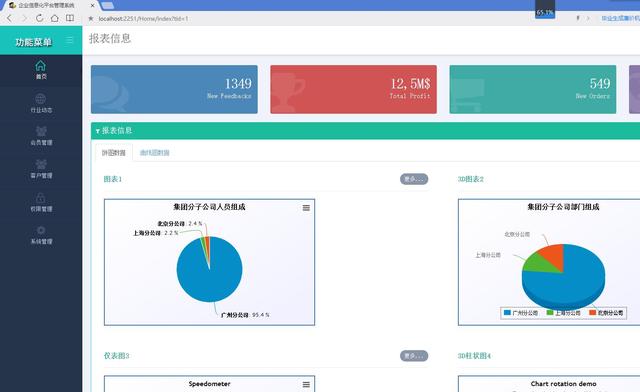 企业信息化平台管理系统
localhost:2251/Home/Index?tid=1
65.1%
毕业生成
功能菜单
报表信息
首页
行业动态
会员管理
客户管理
权限管理
系统管理
1349
New Feedbacks
12,5M$
Total Profit
549
New Orders
报表信息
饼图数据
曲线图数据
图表1
更多...
3D图表2
集团分子公司人员组成
北京分公司: 2.4 %
上海分公司: 2.2 %
广州分公司: 95.4 %
集团分子公司部门组成
北京分公司
上海分公司
广州分公司
上海分公司
北京分公司
仪表图3
更多...
3D柱状图4
Speedometer
Chart rotation demo